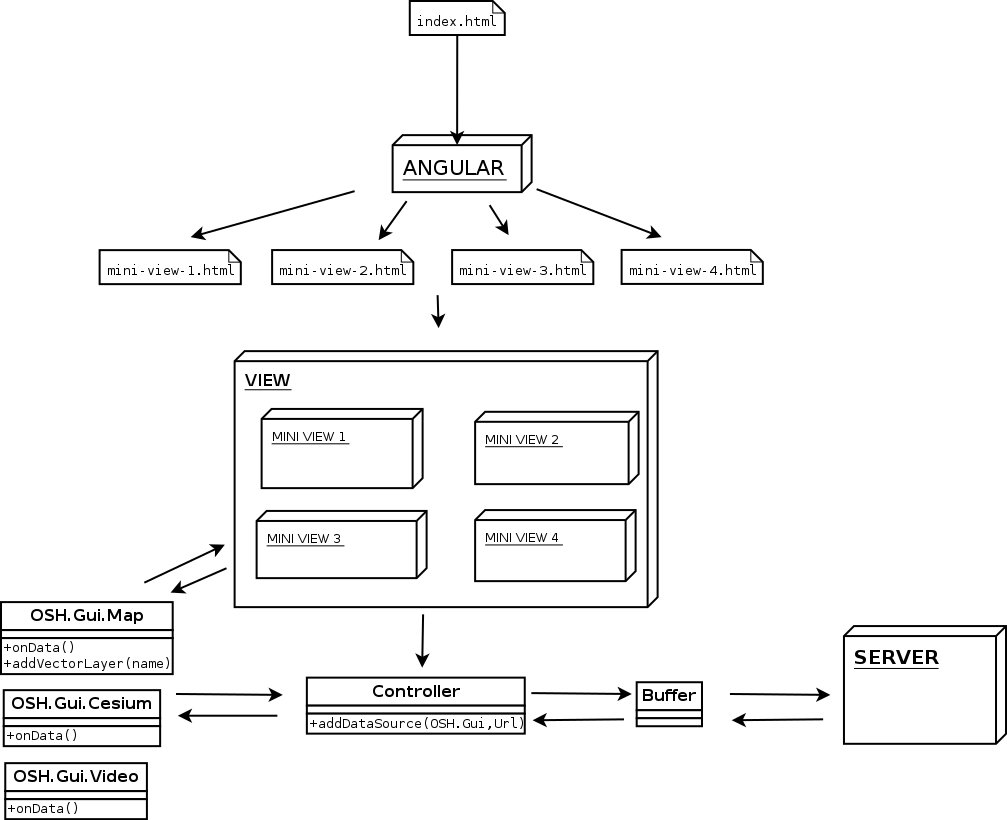 index.html
ANGULAR
mini-view-1.html
mini-view-2.html
mini-view-3.html
mini-view-4.html
VIEW
MINI VIEW 1
MINI VIEW 2
MINI VIEW 3
MINI VIEW 4
OSH.Gui.Map
+onData()
+addVectorLayer(name)
OSH.Gui.Cesium
+onData()
OSH.Gui.Video
+onData()
Controller
+addDataSource(OSH.Gui,Url)
Buffer
SERVER